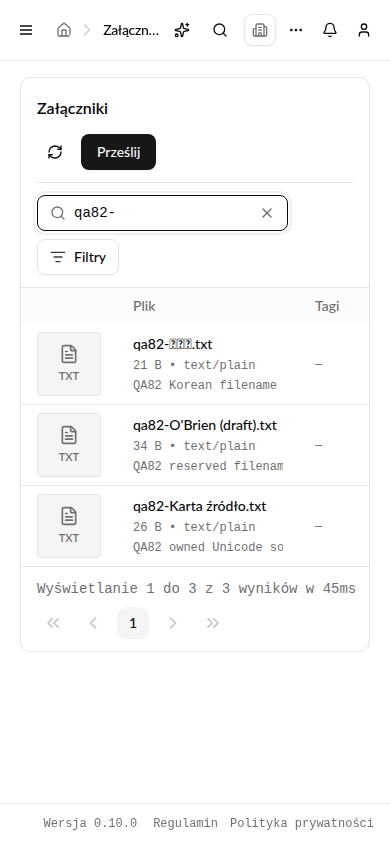 Załączn...
Załączniki
Prześlij
qa82-
Filtry
Plik
Tagi
TXT
qa82-.txt
21 B • text/plain
QA82 Korean filename
—
TXT
qa82-O'Brien (draft).txt
34 B • text/plain
QA82 reserved filenam
—
TXT
qa82-Karta źródło.txt
26 B • text/plain
QA82 owned Unicode so
—
Wyświetlanie 1 do 3 z 3 wyników w 45ms
1
Wersja 0.10.0 Regulamin Polityka prywatności